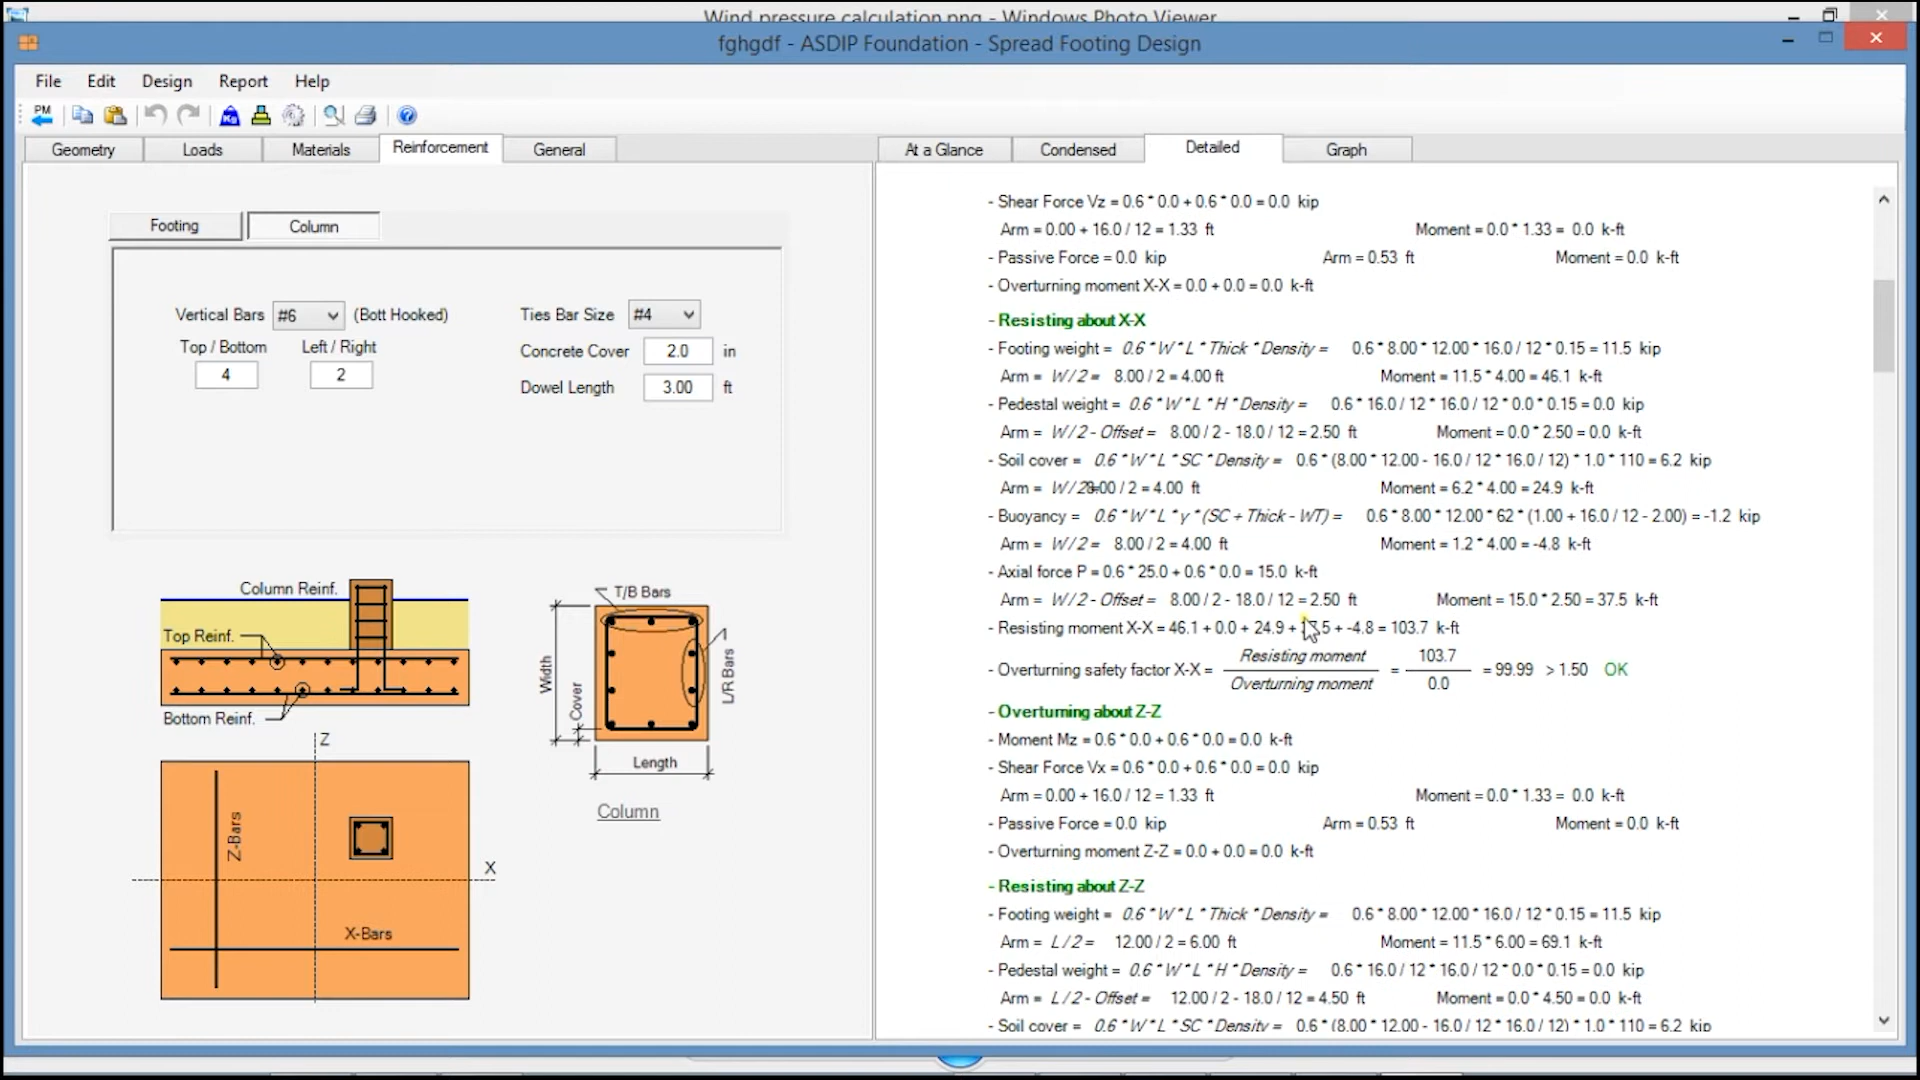 Wind pressure calculation.png - Windows Photo Viewer
fghgdf - ASDIP Foundation - Spread Footing Design
File Edit Design Report Help
PM
Kg
Geometry Loads Materials Reinforcement General
At a Glance Condensed Detailed Graph
Footing Column
Vertical Bars #6 (Bott Hooked)
Top / Bottom Left / Right
4 2
Ties Bar Size #4
Concrete Cover 2.0 in
Dowel Length 3.00 ft
Column Reinf.
Top Reinf.
Bottom Reinf.
Z
Z-Bars
X
X-Bars
T/B Bars
Width
Cover
L/R Bars
Length
Column
- Shear Force Vz = 0.6 * 0.0 + 0.6 * 0.0 = 0.0 kip
Arm = 0.00 + 16.0 / 12 = 1.33 ft Moment = 0.0 * 1.33 = 0.0 k-ft
- Passive Force = 0.0 kip Arm = 0.53 ft Moment = 0.0 k-ft
- Overturning moment X-X = 0.0 + 0.0 = 0.0 k-ft
- Resisting about X-X
- Footing weight = 0.6 * W * L * Thick * Density = 0.6 * 8.00 * 12.00 * 16.0 / 12 * 0.15 = 11.5 kip
Arm = W / 2 = 8.00 / 2 = 4.00 ft Moment = 11.5 * 4.00 = 46.1 k-ft
- Pedestal weight = 0.6 * W * L * H * Density = 0.6 * 16.0 / 12 * 16.0 / 12 * 0.0 * 0.15 = 0.0 kip
Arm = W / 2 - Offset = 8.00 / 2 - 18.0 / 12 = 2.50 ft Moment = 0.0 * 2.50 = 0.0 k-ft
- Soil cover = 0.6 * W * L * SC * Density = 0.6 * (8.00 * 12.00 - 16.0 / 12 * 16.0 / 12) * 1.0 * 110 = 6.2 kip
Arm = W / 2 = 8.00 / 2 = 4.00 ft Moment = 6.2 * 4.00 = 24.9 k-ft
- Buoyancy = 0.6 * W * L * γ * (SC + Thick - WT) = 0.6 * 8.00 * 12.00 * 62 * (1.00 + 16.0 / 12 - 2.00) = -1.2 kip
Arm = W / 2 = 8.00 / 2 = 4.00 ft Moment = 1.2 * 4.00 = -4.8 k-ft
- Axial force P = 0.6 * 25.0 + 0.6 * 0.0 = 15.0 k-ft
Arm = W / 2 - Offset = 8.00 / 2 - 18.0 / 12 = 2.50 ft Moment = 15.0 * 2.50 = 37.5 k-ft
- Resisting moment X-X = 46.1 + 0.0 + 24.9 + 37.5 + -4.8 = 103.7 k-ft
- Overturning safety factor X-X = Resisting moment / Overturning moment = 103.7 / 0.0 = 99.99 > 1.50 OK
- Overturning about Z-Z
- Moment Mz = 0.6 * 0.0 + 0.6 * 0.0 = 0.0 k-ft
- Shear Force Vx = 0.6 * 0.0 + 0.6 * 0.0 = 0.0 kip
Arm = 0.00 + 16.0 / 12 = 1.33 ft Moment = 0.0 * 1.33 = 0.0 k-ft
- Passive Force = 0.0 kip Arm = 0.53 ft Moment = 0.0 k-ft
- Overturning moment Z-Z = 0.0 + 0.0 = 0.0 k-ft
- Resisting about Z-Z
- Footing weight = 0.6 * W * L * Thick * Density = 0.6 * 8.00 * 12.00 * 16.0 / 12 * 0.15 = 11.5 kip
Arm = L / 2 = 12.00 / 2 = 6.00 ft Moment = 11.5 * 6.00 = 69.1 k-ft
- Pedestal weight = 0.6 * W * L * H * Density = 0.6 * 16.0 / 12 * 16.0 / 12 * 0.0 * 0.15 = 0.0 kip
Arm = L / 2 - Offset = 12.00 / 2 - 18.0 / 12 = 4.50 ft Moment = 0.0 * 4.50 = 0.0 k-ft
- Soil cover = 0.6 * W * L * SC * Density = 0.6 * (8.00 * 12.00 - 16.0 / 12 * 16.0 / 12) * 1.0 * 110 = 6.2 kip